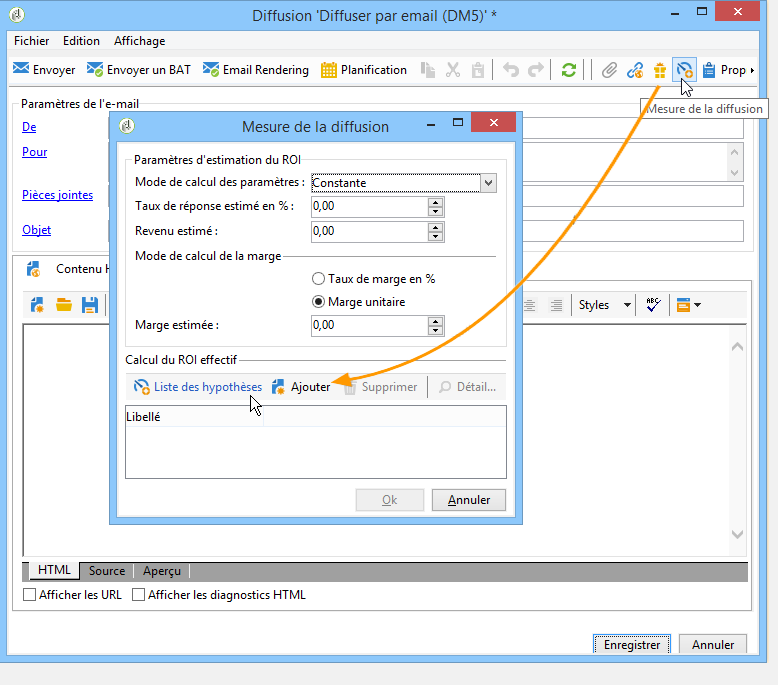 Diffusion 'Diffuser par email (DM5)' *
Fichier Edition Affichage
Envoyer Envoyer un BAT Email Rendering Planification Prop
Mesure de la diffusion
Paramètres de l'e-mail
De
Pour
Pièces jointes
Objet
Mesure de la diffusion
Paramètres d'estimation du ROI
Mode de calcul des paramètres : Constante
Taux de réponse estimé en % : 0,00
Revenu estimé : 0,00
Mode de calcul de la marge
Taux de marge en %
Marge unitaire
Marge estimée : 0,00
Calcul du ROI effectif
Liste des hypothèses Ajouter Supprimer Détail...
Libellé
Ok Annuler
Contenu H
Styles ABC
HTML Source Aperçu
Afficher les URL Afficher les diagnostics HTML
Enregistrer Annuler